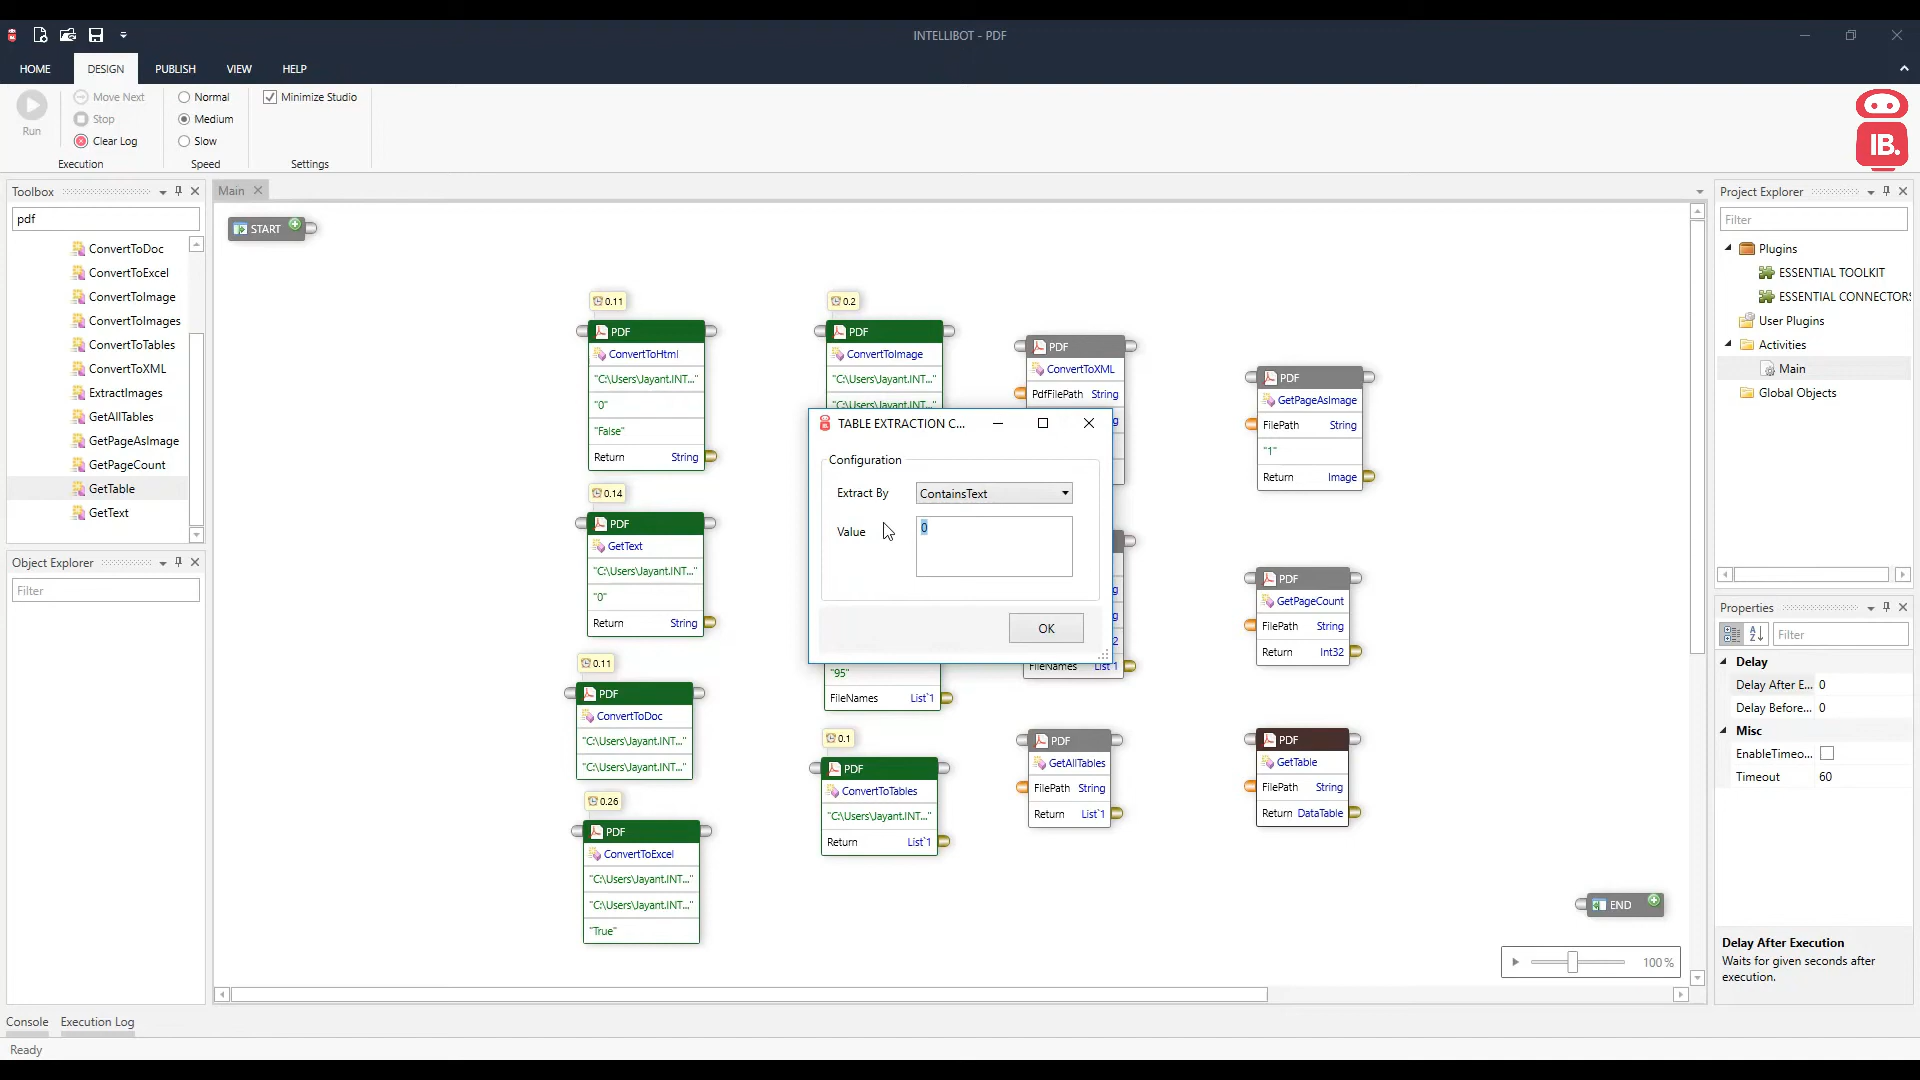 INTELLIBOT - PDF
HOME
DESIGN
PUBLISH
VIEW
HELP
Run
Move Next
Stop
Clear Log
Execution
Normal
Medium
Slow
Speed
Minimize Studio
Settings
IB.
Toolbox
pdf
ConvertToDoc
ConvertToExcel
ConvertToImage
ConvertToImages
ConvertToTables
ConvertToXML
ExtractImages
GetAllTables
GetPageAsImage
GetPageCount
GetTable
GetText
Object Explorer
Filter
Main
START
0.11
PDF
ConvertToHtml
"C:\Users\Jayant.INT..."
"0"
"False"
Return String
0.14
PDF
GetText
"C:\Users\Jayant.INT..."
"0"
Return String
0.11
PDF
ConvertToDoc
"C:\Users\Jayant.INT..."
"C:\Users\Jayant.INT..."
0.26
PDF
ConvertToExcel
"C:\Users\Jayant.INT..."
"C:\Users\Jayant.INT..."
"True"
0.2
PDF
ConvertToImage
"C:\Users\Jayant.INT..."
"C:\Users\Jayant.INT..."
"95"
FileNames List`1
0.1
PDF
ConvertToTables
"C:\Users\Jayant.INT..."
Return List`1
PDF
ConvertToXML
PdfFilePath String
TABLE EXTRACTION C...
Configuration
Extract By ContainsText
Value 0
OK
FileNames List`1
PDF
GetAllTables
FilePath String
Return List`1
PDF
GetPageAsImage
FilePath String
"1"
Return Image
PDF
GetPageCount
FilePath String
Return Int32
PDF
GetTable
FilePath String
Return DataTable
END
100 %
Project Explorer
Filter
Plugins
ESSENTIAL TOOLKIT
ESSENTIAL CONNECTORS
User Plugins
Activities
Main
Global Objects
Properties
Filter
Delay
Delay After E... 0
Delay Before... 0
Misc
EnableTimeo...
Timeout 60
Delay After Execution
Waits for given seconds after
execution.
Console
Execution Log
Ready